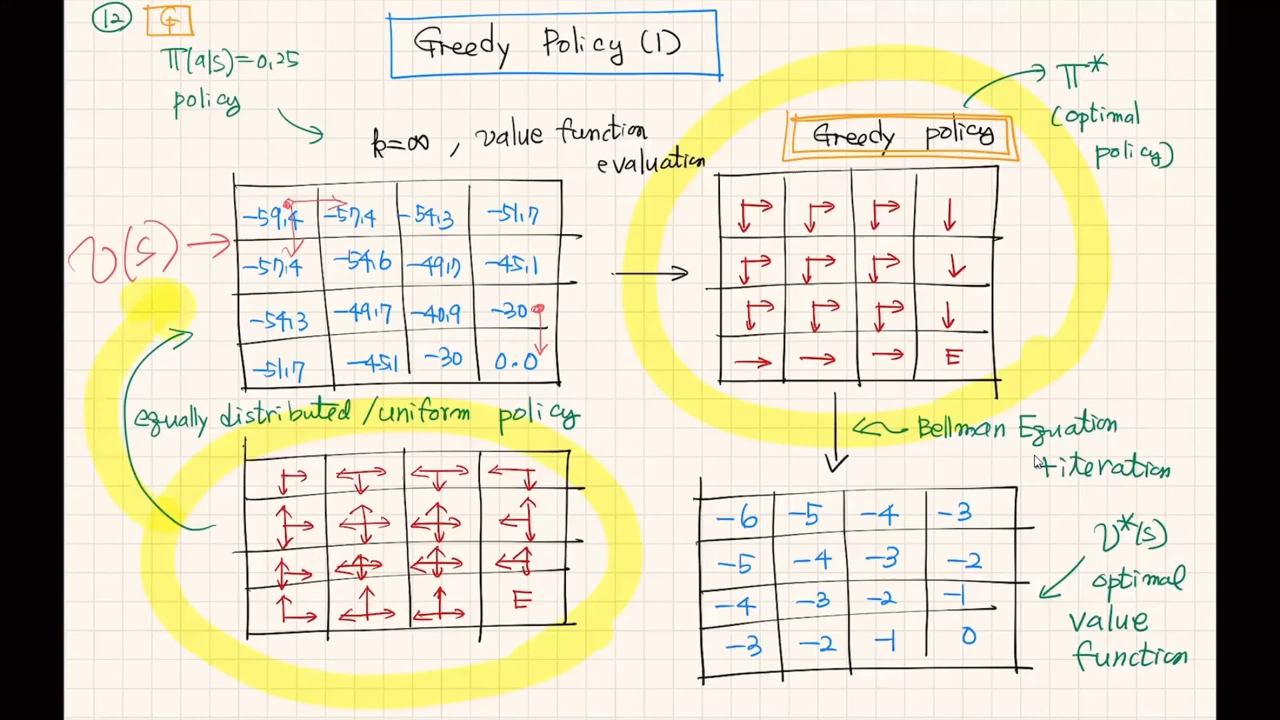 12 G
Greedy Policy (1)
π(a|s)=0.25
policy
k=∞ , value function
evaluation
Greedy policy
π*
(optimal
policy)
v(s)
-59.4 -57.4 -54.3 -51.7
-57.4 -54.6 -49.7 -45.1
-54.3 -49.7 -40.9 -30
-51.7 -45.1 -30 0.0
E
equally distributed / uniform policy
E
Bellman Equation
+iteration
-6 -5 -4 -3
-5 -4 -3 -2
-4 -3 -2 -1
-3 -2 -1 0
v*(s)
optimal
value
function